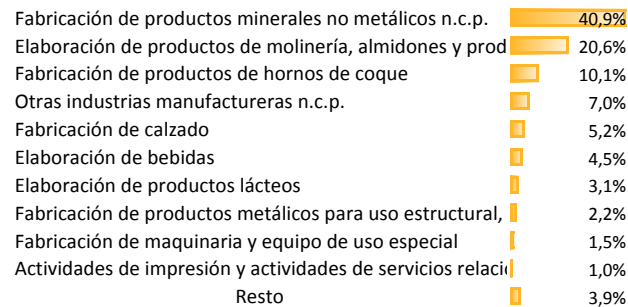 Fabricación de productos minerales no metálicos n.c.p. 40,9%
Elaboración de productos de molinería, almidones y prod 20,6%
Fabricación de productos de hornos de coque 10,1%
Otras industrias manufactureras n.c.p. 7,0%
Fabricación de calzado 5,2%
Elaboración de bebidas 4,5%
Elaboración de productos lácteos 3,1%
Fabricación de productos metálicos para uso estructural, 2,2%
Fabricación de maquinaria y equipo de uso especial 1,5%
Actividades de impresión y actividades de servicios relacio 1,0%
Resto 3,9%